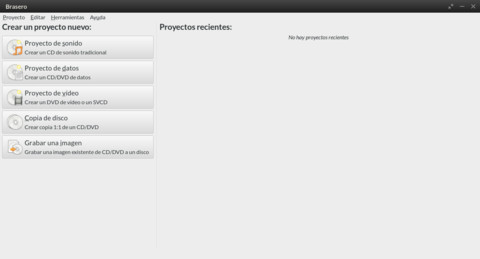 Brasero
Proyecto Editar Herramientas Ayuda
Crear un proyecto nuevo:
Proyectos recientes:
No hay proyectos recientes
Proyecto de sonido
Crear un CD de sonido tradicional
Proyecto de datos
Crear un CD/DVD de datos
Proyecto de vídeo
Crear un DVD de vídeo o un SVCD
Copia de disco
Crear copia 1:1 de un CD/DVD
Grabar una imagen
Grabar una imagen existente de CD/DVD a un disco